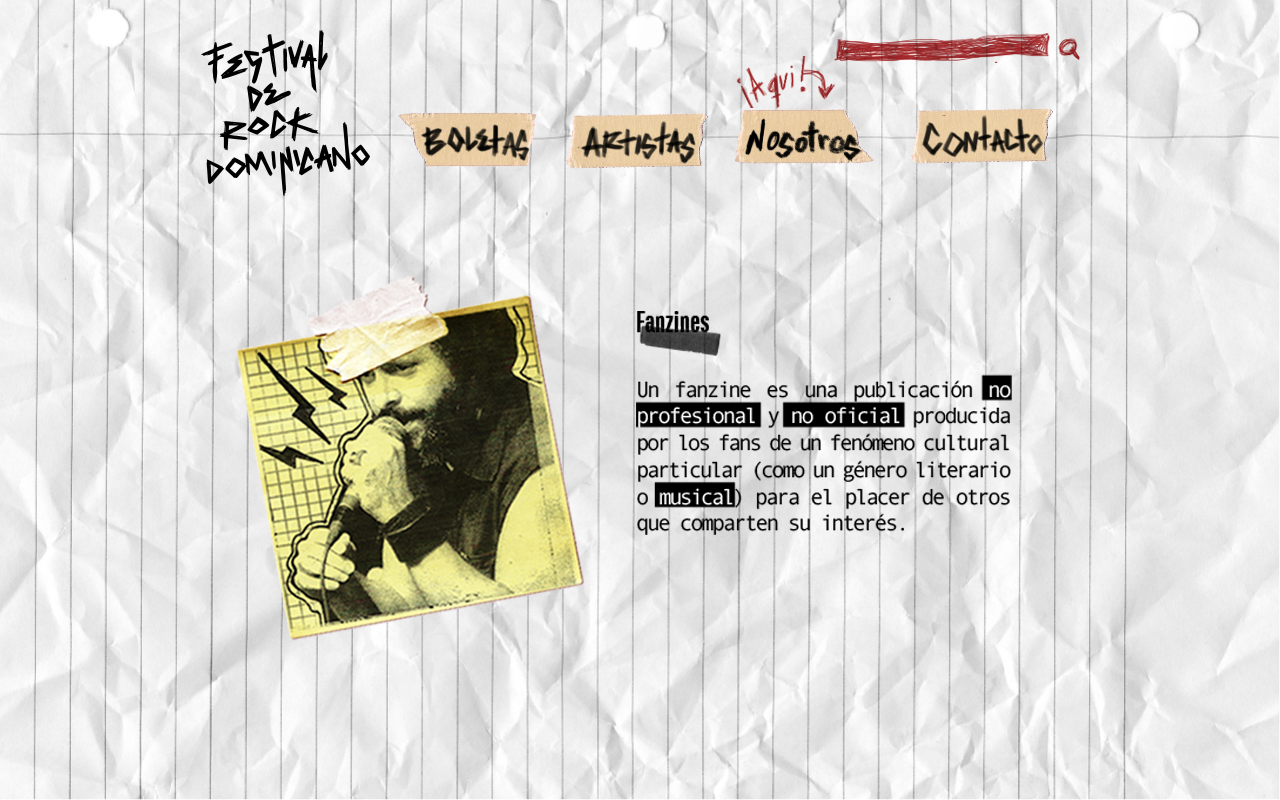 FESTIVAL
DE
ROCK
DOMINICANO
¡Aquí!
BOLETAS
ARTISTAS
Nosotros
CONTACTO
Fanzines
Un fanzine es una publicación no
profesional y no oficial producida
por los fans de un fenómeno cultural
particular (como un género literario
o musical) para el placer de otros
que comparten su interés.